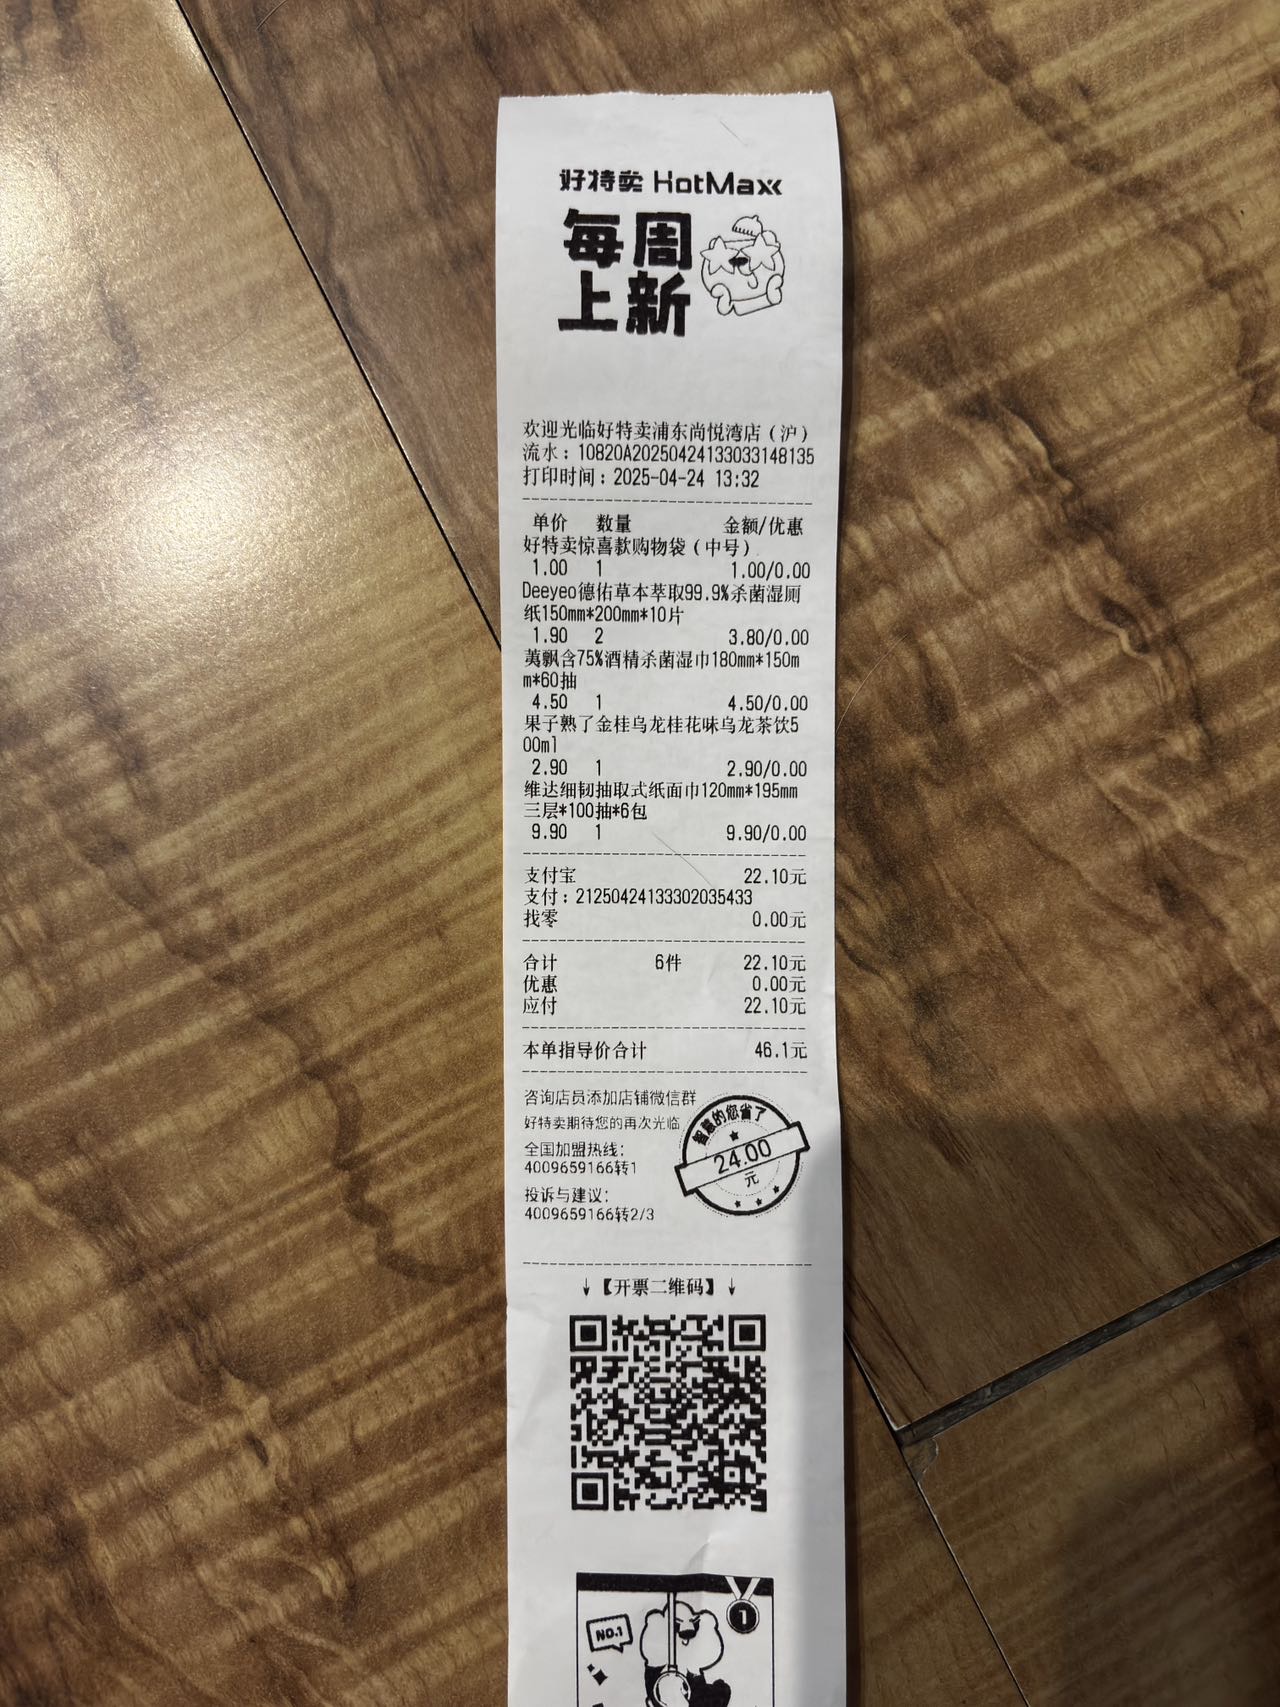 好特卖 HotMaxx
每周
上新
欢迎光临好特卖浦东尚悦湾店(沪)
流水:10820A20250424133033148135
打印时间:2025-04-24 13:32
单价 数量 金额/优惠
好特卖惊喜款购物袋(中号)
1.00 1 1.00/0.00
Deeyeo德佑草本萃取99.9%杀菌湿厕
纸150mm*200mm*10片
1.90 2 3.80/0.00
荑飘含75%酒精杀菌湿巾180mm*150m
m*60抽
4.50 1 4.50/0.00
果子熟了金桂乌龙桂花味乌龙茶饮5
00ml
2.90 1 2.90/0.00
维达细韧抽取式纸面巾120mm*195mm
三层*100抽*6包
9.90 1 9.90/0.00
支付宝 22.10元
支付:21250424133302035433
找零 0.00元
合计 6件 22.10元
优惠 0.00元
应付 22.10元
本单指导价合计 46.1元
咨询店员添加店铺微信群
好特卖期待您的再次光临
全国加盟热线:
4009659166转1
投诉与建议:
4009659166转2/3
智慧的您省了
24.00
元
↓【开票二维码】↓
NO.1
1